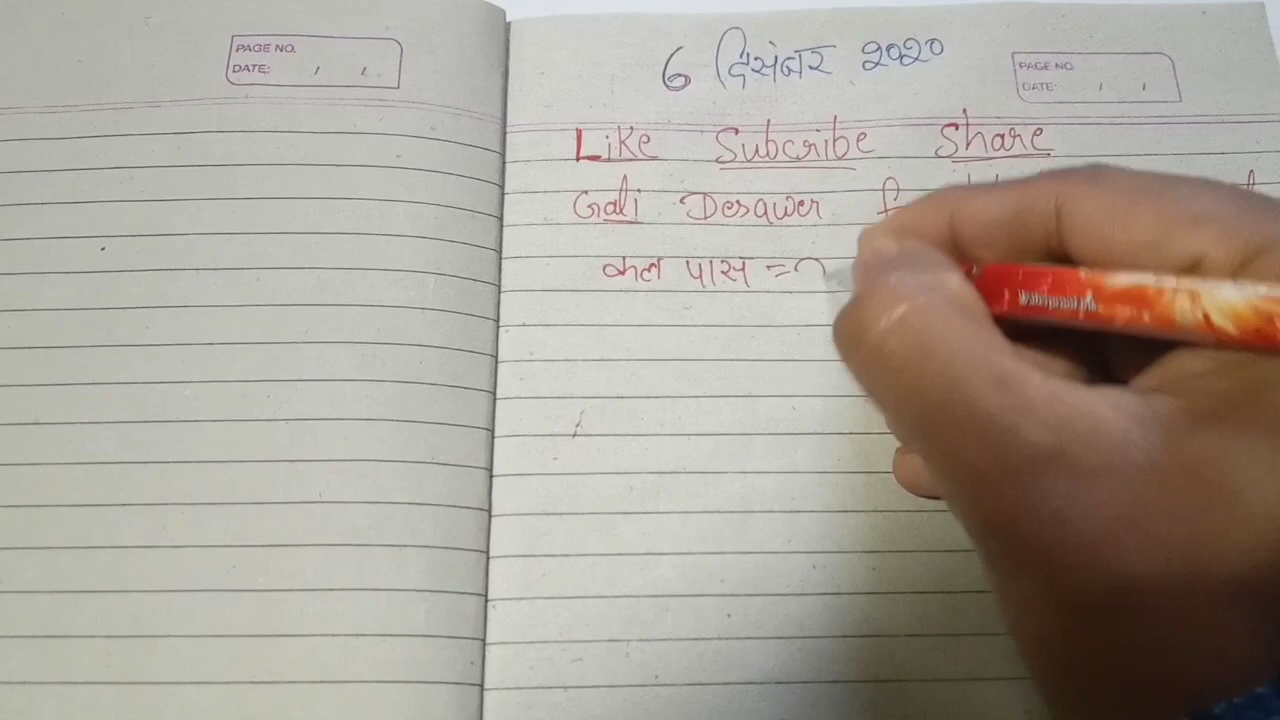 PAGE NO.
DATE: / /
6 दिसंबर 2020
PAGE NO
DATE: / /
Like Subcribe Share
Gali Desawer
कल पास =